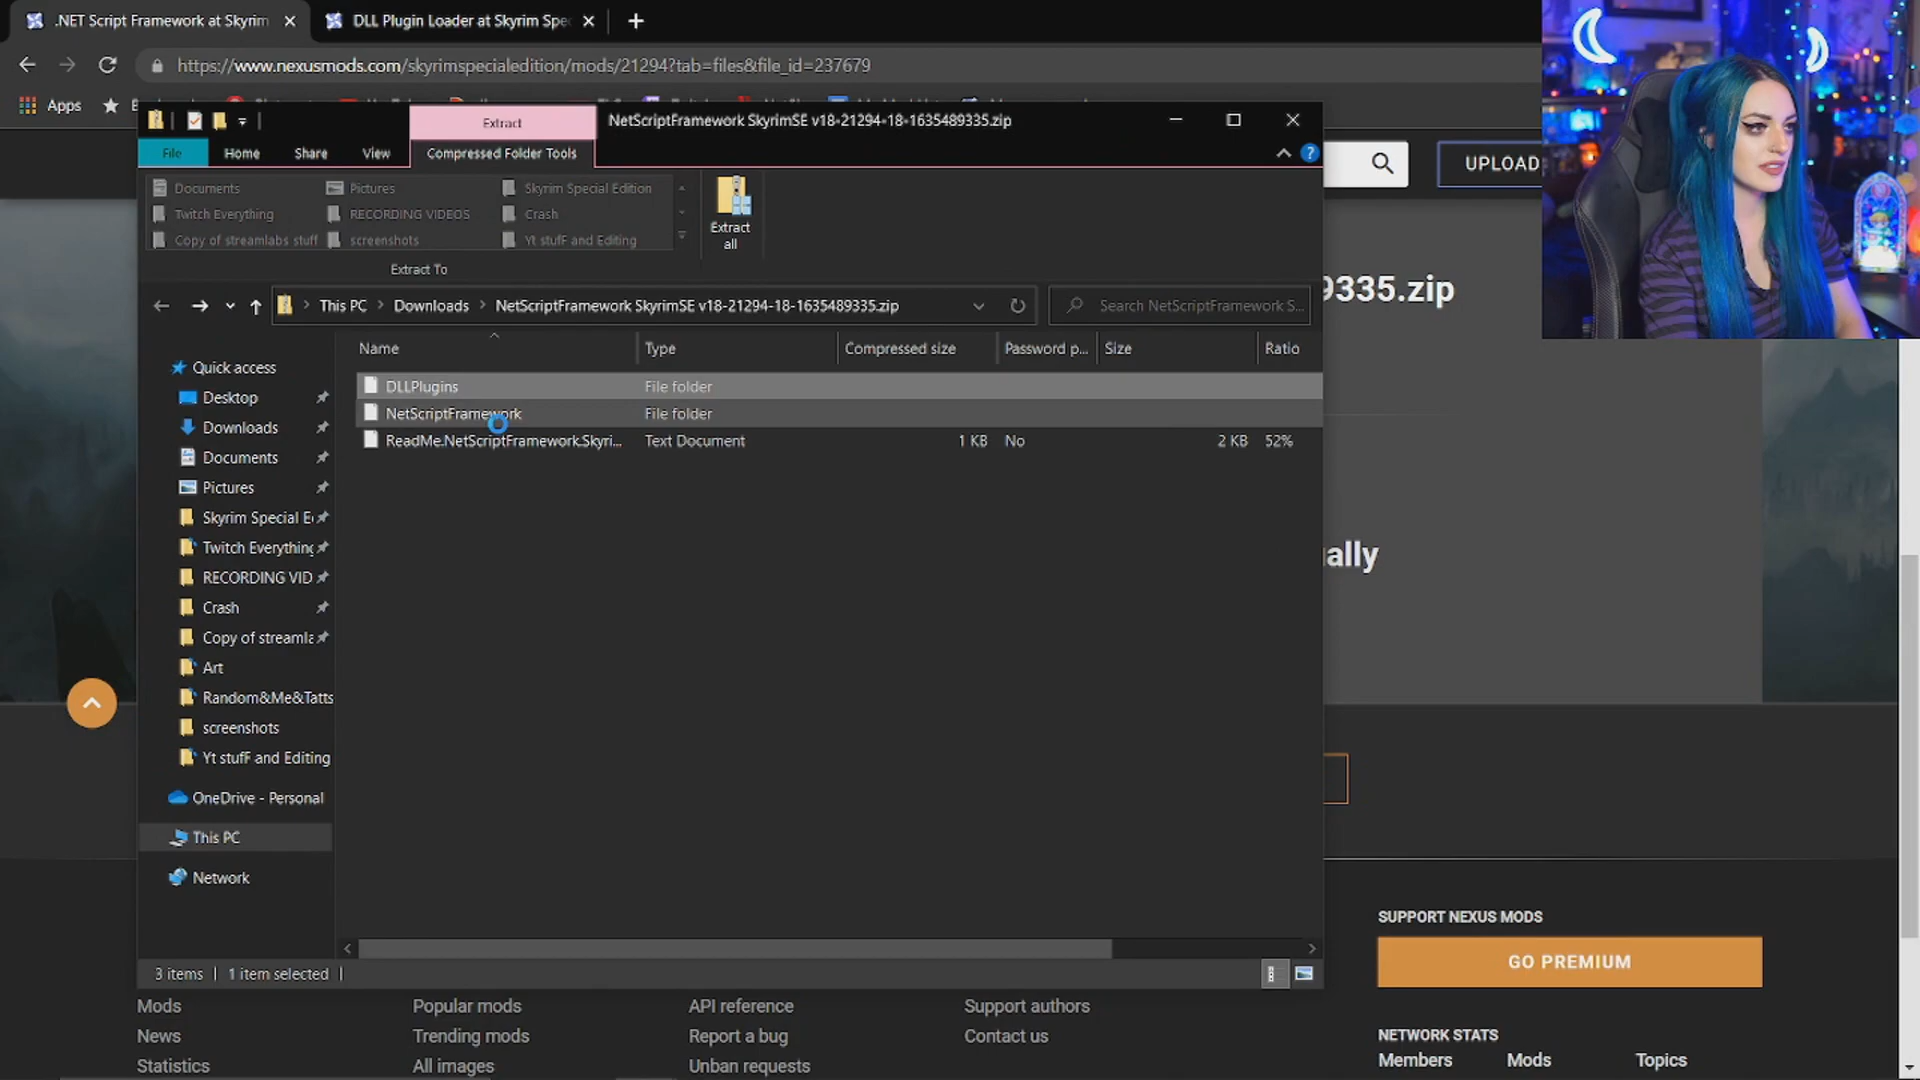 .NET Script Framework at Skyrim
DLL Plugin Loader at Skyrim Spe
https://www.nexusmods.com/skyrimspecialedition/mods/21294?tab=files&file_id=237679
Apps
Extract
NetScriptFramework SkyrimSE v18-21294-18-1635489335.zip
File
Home
Share
View
Compressed Folder Tools
Documents
Pictures
Skyrim Special Edition
Twitch Everything
RECORDING VIDEOS
Crash
Copy of streamlabs stuff
screenshots
Yt stufF and Editing
Extract all
Extract To
UPLOAD
This PC
Downloads
NetScriptFramework SkyrimSE v18-21294-18-1635489335.zip
Search NetScriptFramework S...
9335.zip
Name
Type
Compressed size
Password p...
Size
Ratio
DLLPlugins
File folder
NetScriptFramework
File folder
ReadMe.NetScriptFramework.Skyri...
Text Document
1 KB
No
2 KB
52%
Quick access
Desktop
Downloads
Documents
Pictures
Skyrim Special E
Twitch Everything
RECORDING VID
Crash
Copy of streamla
Art
Random&Me&Tatts
screenshots
Yt stufF and Editing
OneDrive - Personal
This PC
Network
ally
3 items
1 item selected
SUPPORT NEXUS MODS
GO PREMIUM
Mods
Popular mods
API reference
Support authors
News
Trending mods
Report a bug
Contact us
Statistics
All images
Unban requests
NETWORK STATS
Members
Mods
Topics